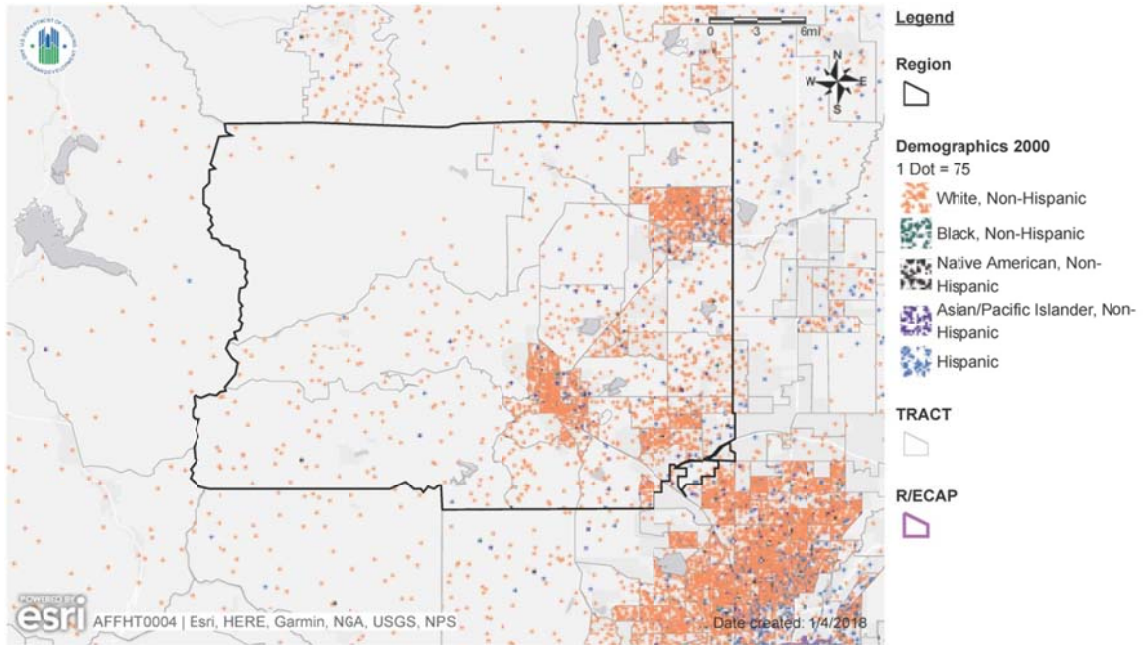 Legend
0 3 6mi
N
W E
S
Region
Demographics 2000
1 Dot = 75
White, Non-Hispanic
Black, Non-Hispanic
Native American, Non-
Hispanic
Asian/Pacific Islander, Non-
Hispanic
Hispanic
TRACT
R/ECAP
POWERED BY
esri
AFFHT0004 | Esri, HERE, Garmin, NGA, USGS, NPS
Date created: 1/4/2018